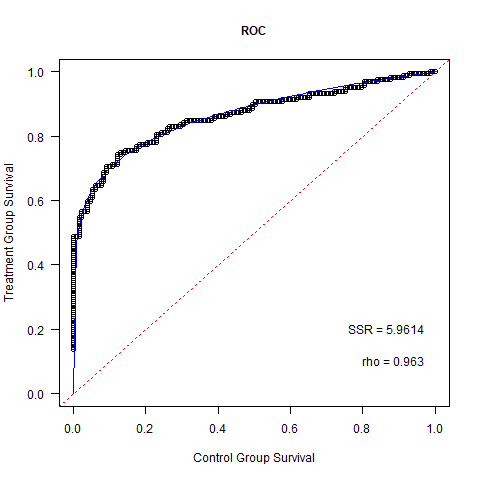 ROC
Treatment Group Survival
1.0
0.8
0.6
0.4
0.2
0.0
SSR = 5.9614
rho = 0.963
0.0 0.2 0.4 0.6 0.8 1.0
Control Group Survival